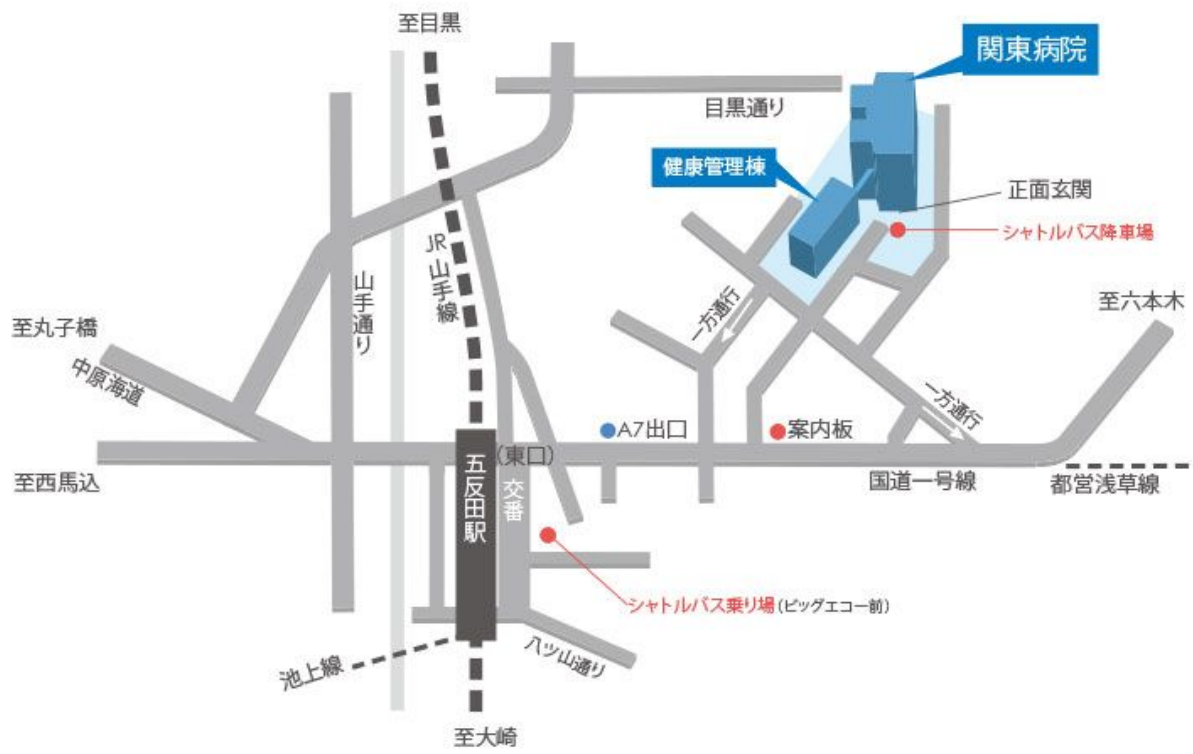 至目黒
関東病院
目黒通り
健康管理棟
正面玄関
シャトルバス降車場
JR 山手線
山手通り
至六本木
至丸子橋
中原海道
一方通行
一方通行
A7出口
案内板
(東口)
至西馬込
五反田駅
交番
国道一号線
都営浅草線
シャトルバス乗り場(ビッグエコー前)
八ツ山通り
池上線
至大崎